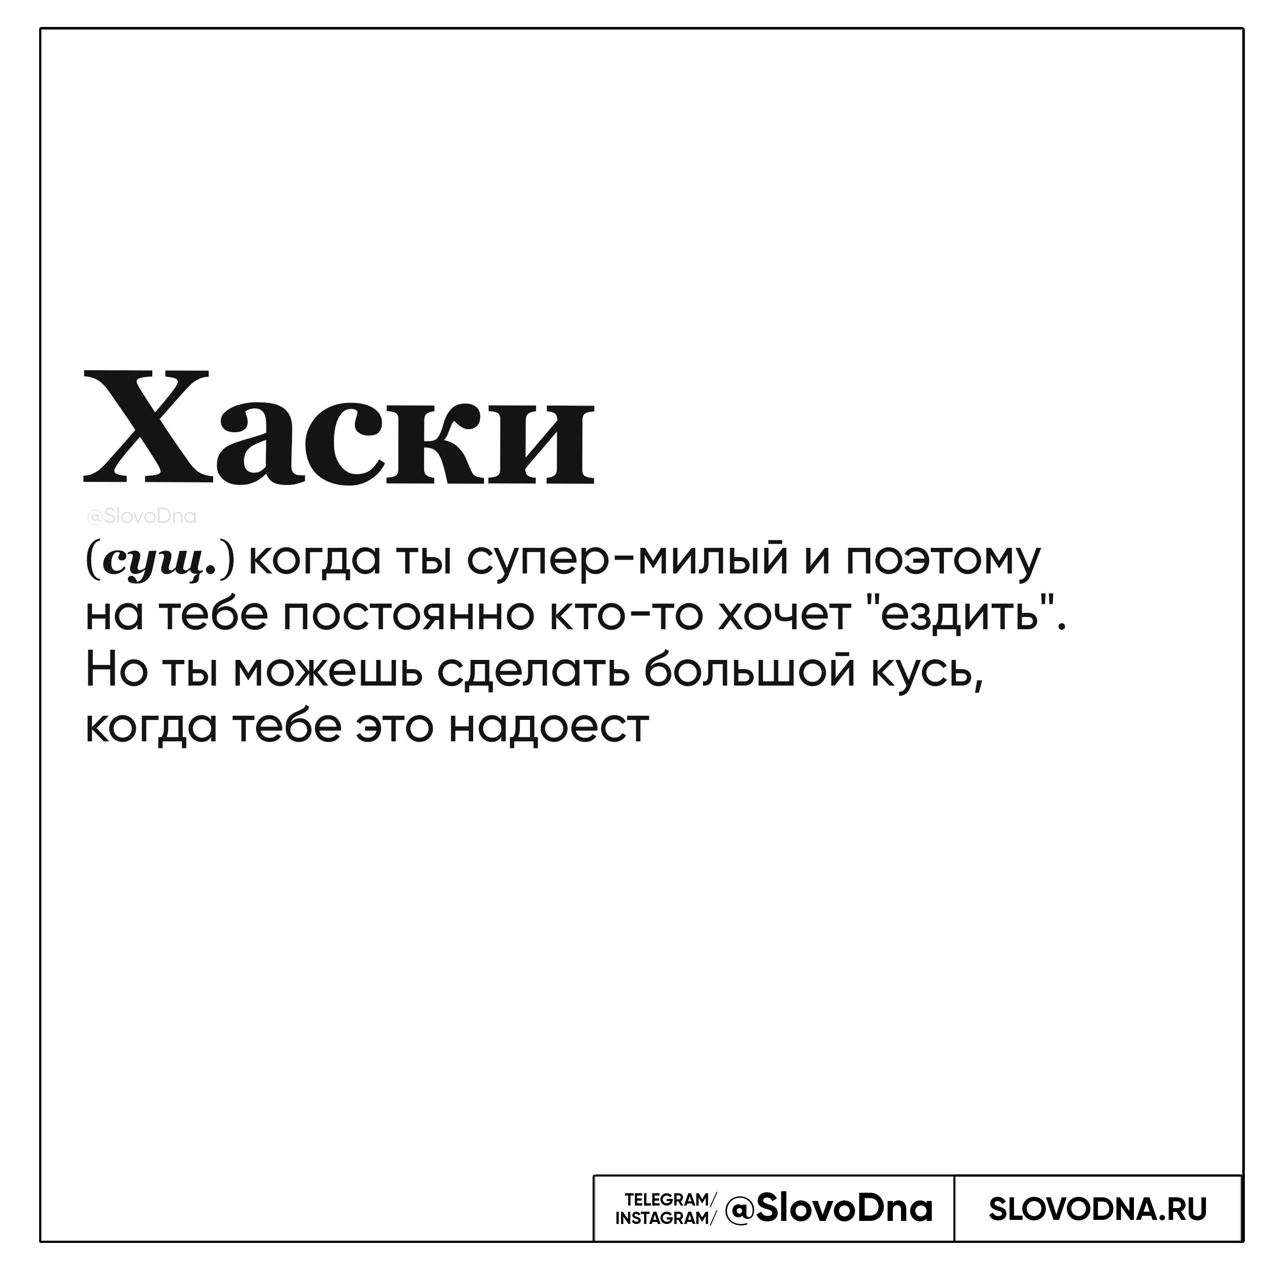 Хаски
@SlovoDna
(сущ.) когда ты супер-милый и поэтому
на тебе постоянно кто-то хочет "ездить".
Но ты можешь сделать большой кусь,
когда тебе это надоест
TELEGRAM/
INSTAGRAM/
@SlovoDna
SLOVODNA.RU